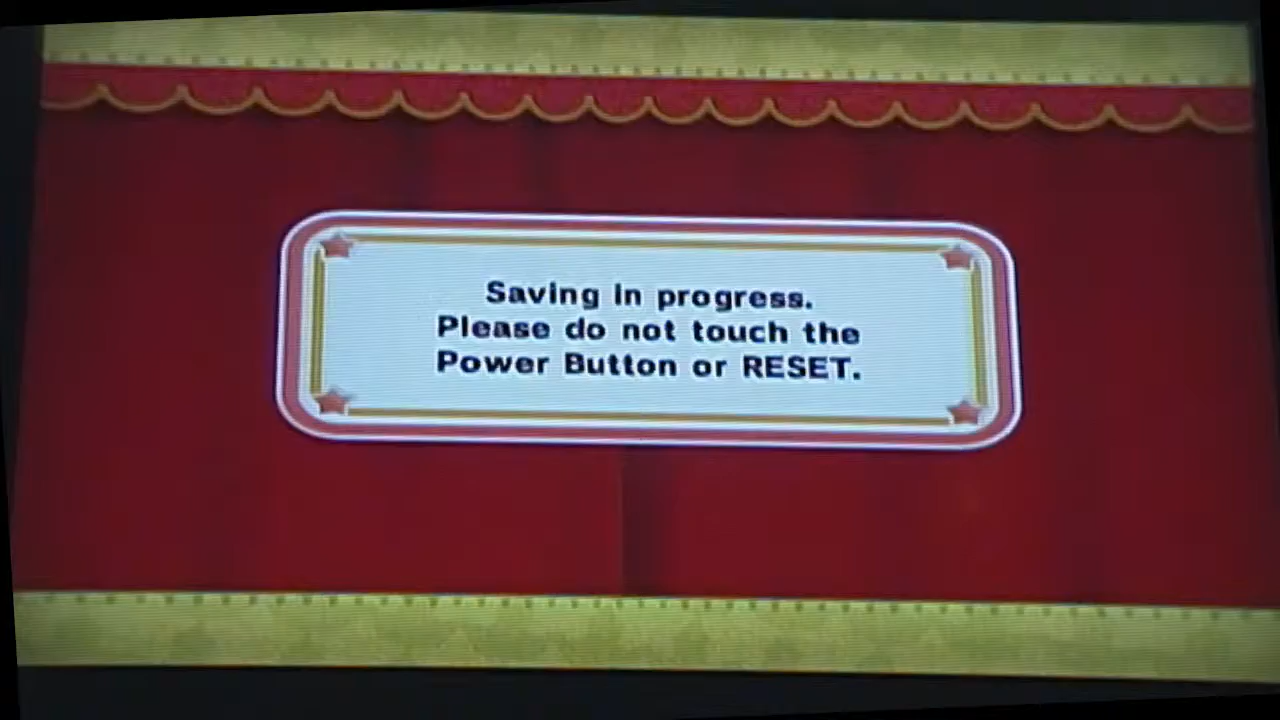 Saving in progress.
Please do not touch the
Power Button or RESET.